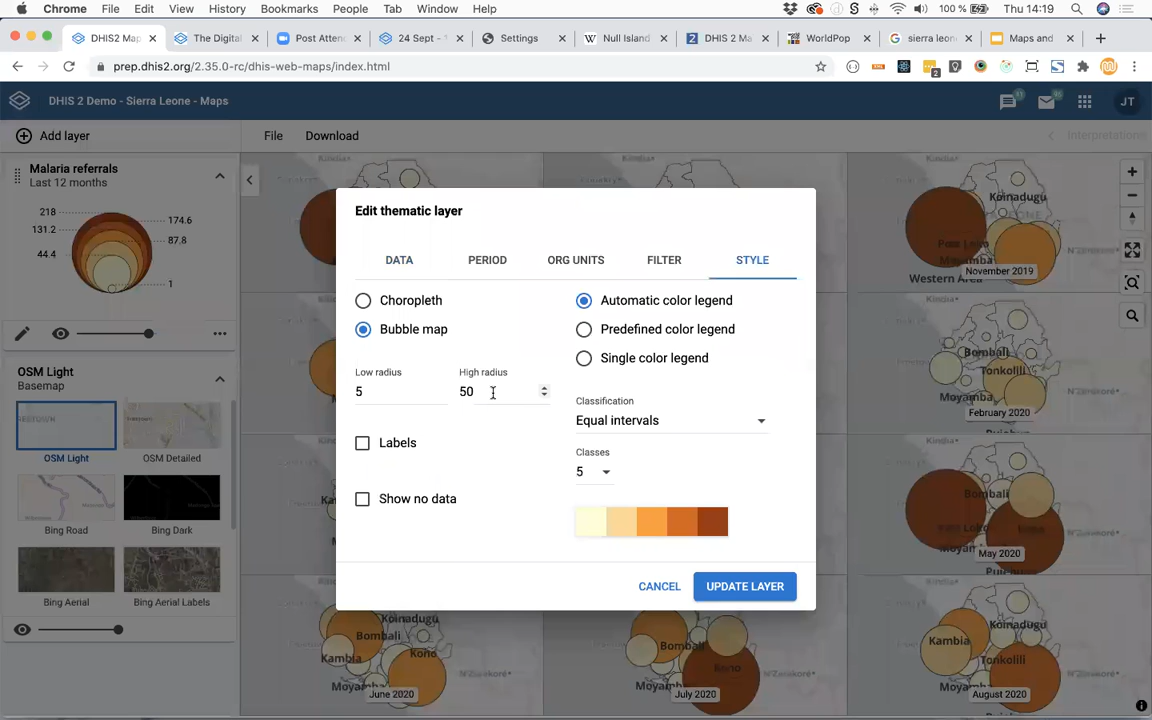 Chrome File Edit View History Bookmarks People Tab Window Help 100 % Thu 14:19
DHIS2 Map The Digital Post Atten 24 Sept - Settings Null Island DHIS 2 Ma WorldPop sierra leon Maps and
prep.dhis2.org/2.35.0-rc/dhis-web-maps/index.html
DHIS 2 Demo - Sierra Leone - Maps
JT
Add layer
File Download
Interpretations
Malaria referrals
Last 12 months
218
174.6
131.2
87.8
44.4
1
OSM Light
Basemap
OSM Light OSM Detailed
Bing Road Bing Dark
Bing Aerial Bing Aerial Labels
Edit thematic layer
DATA PERIOD ORG UNITS FILTER STYLE
Choropleth
Bubble map
Automatic color legend
Predefined color legend
Single color legend
Low radius High radius
5 50
Classification
Equal intervals
Labels
Classes
5
Show no data
CANCEL UPDATE LAYER
Koinadugu
Western Area
November 2019
Bombali
Tonkolili
Moyamba
February 2020
Bombali
May 2020
Koinadugu
Bombali
Kambia
Kono
Moyamba
June 2020
Bombali
Kono
Moyamba
July 2020
Koinadugu
Kambia
Tonkolili
Moyamba
August 2020